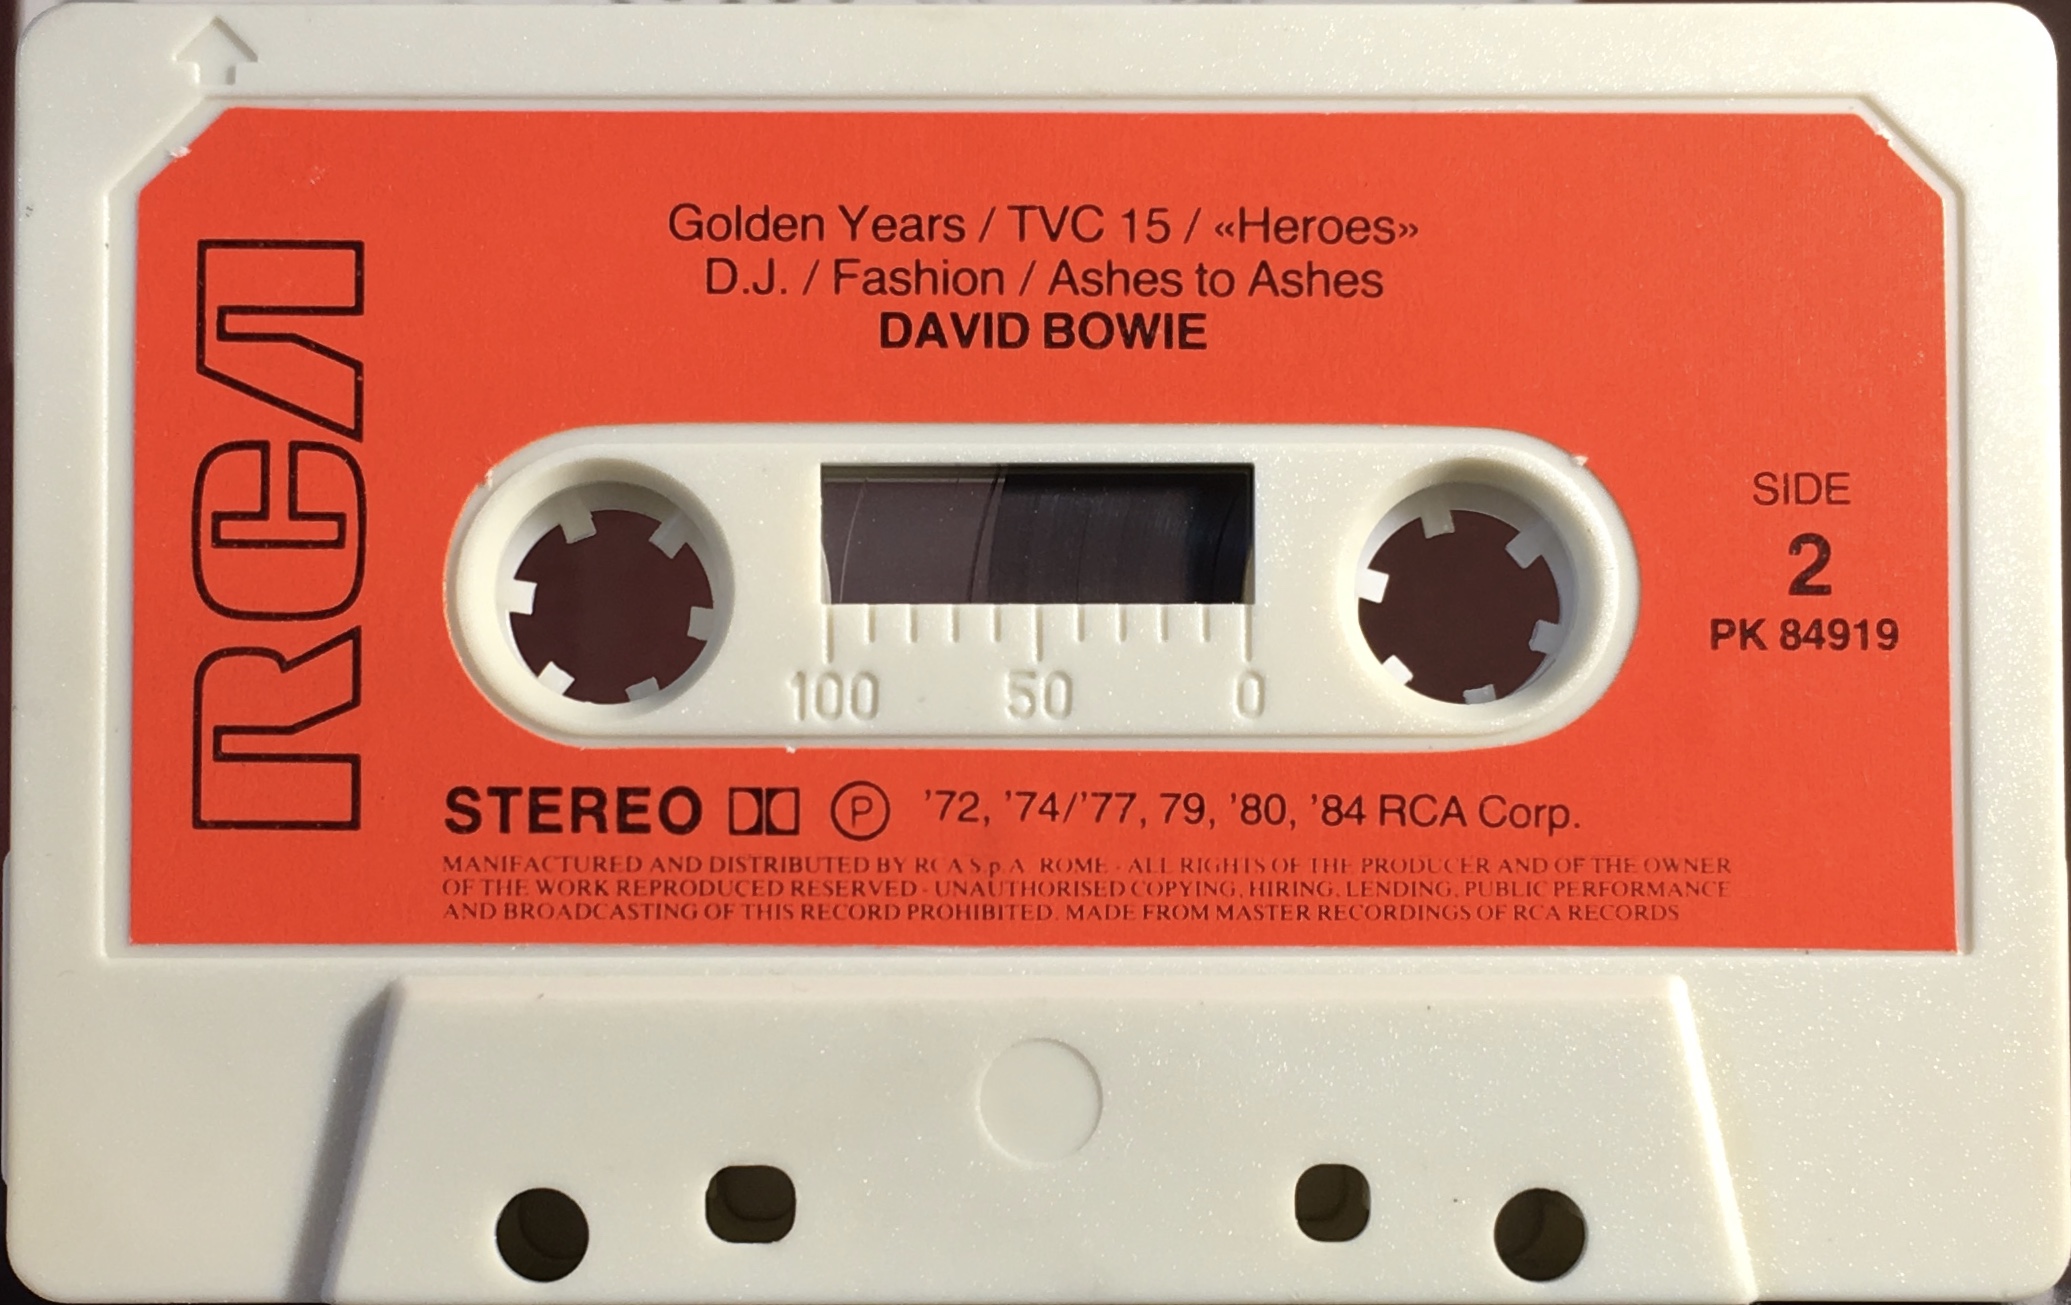 RCA
Golden Years / TVC 15 / «Heroes»
D.J. / Fashion / Ashes to Ashes
DAVID BOWIE
SIDE
2
PK 84919
100 50 0
STEREO Ⓟ '72, '74/'77, 79, '80, '84 RCA Corp.
MANIFACTURED AND DISTRIBUTED BY RCA S.p.A. ROME - ALL RIGHTS OF THE PRODUCER AND OF THE OWNER
OF THE WORK REPRODUCED RESERVED - UNAUTHORISED COPYING, HIRING, LENDING, PUBLIC PERFORMANCE
AND BROADCASTING OF THIS RECORD PROHIBITED. MADE FROM MASTER RECORDINGS OF RCA RECORDS